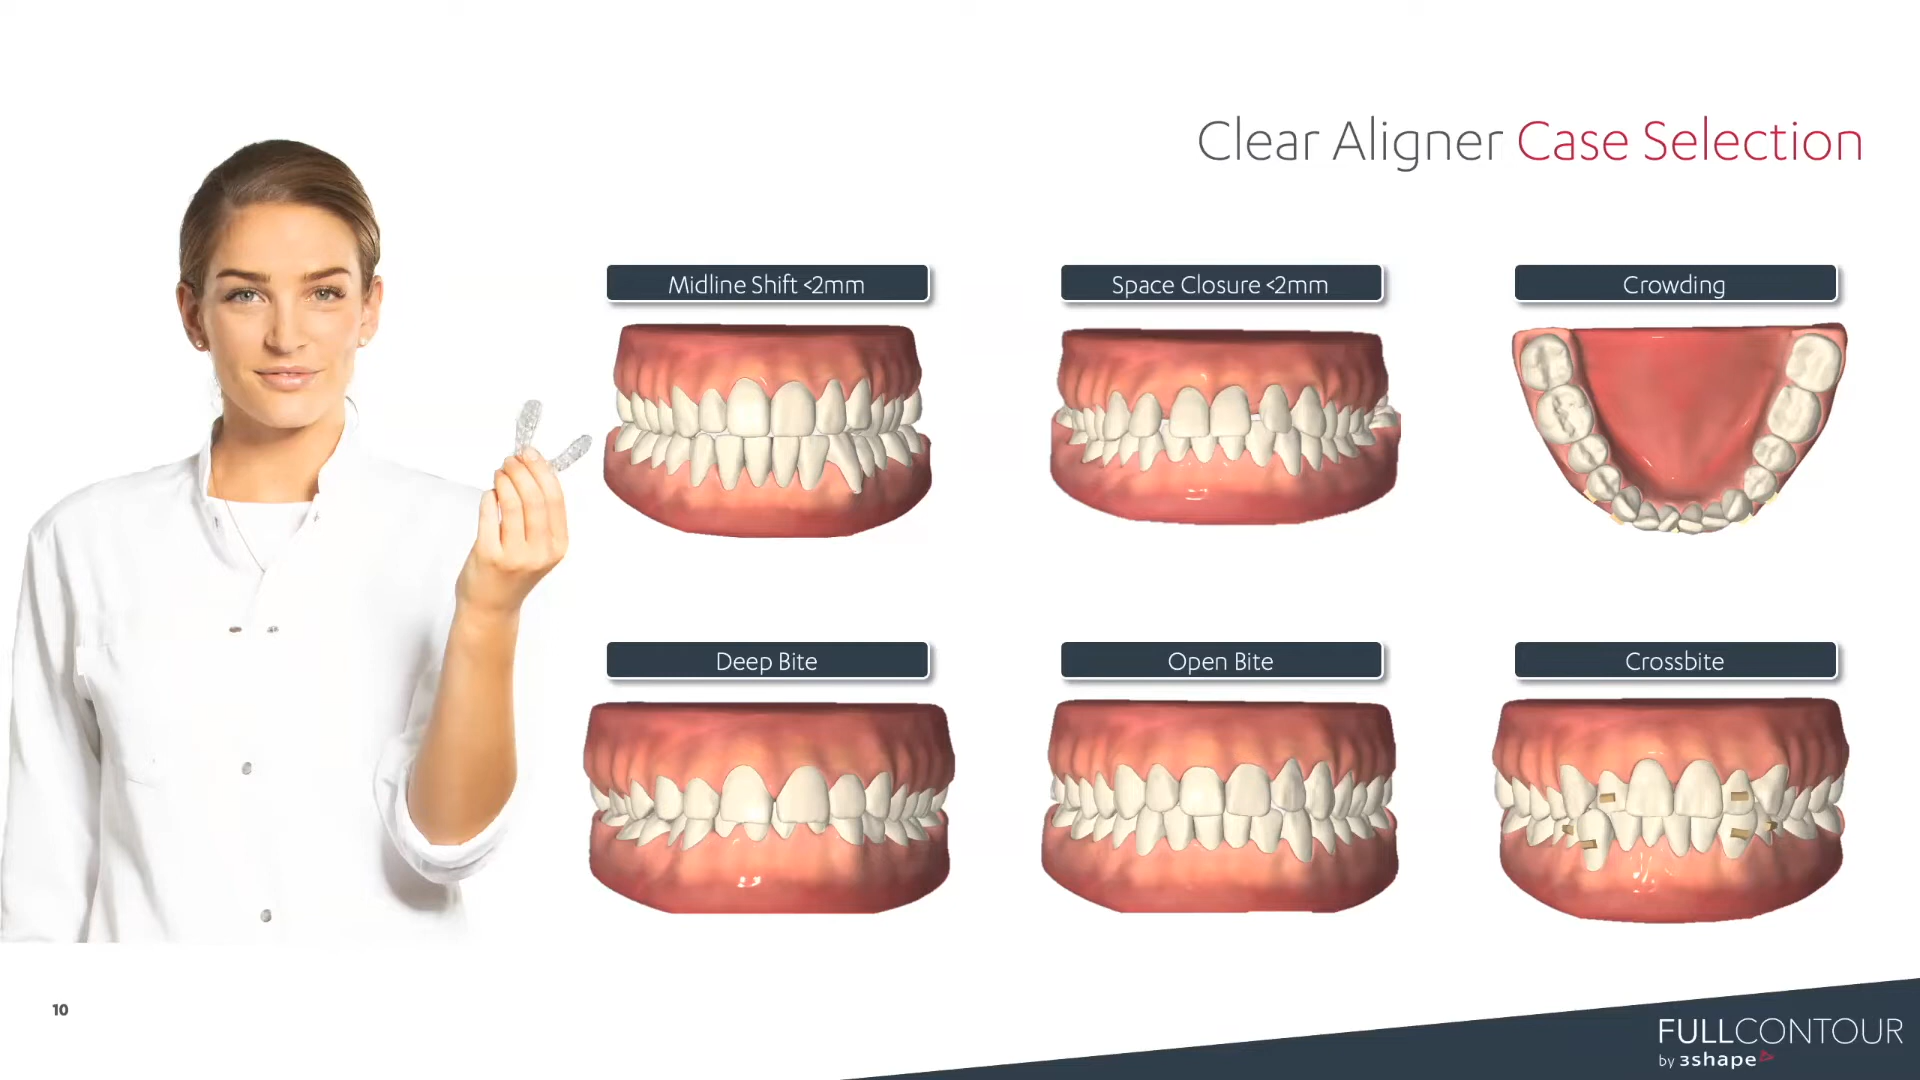 Clear Aligner Case Selection
Midline Shift <2mm
Space Closure <2mm
Crowding
Deep Bite
Open Bite
Crossbite
10
FULLCONTOUR
by 3shape